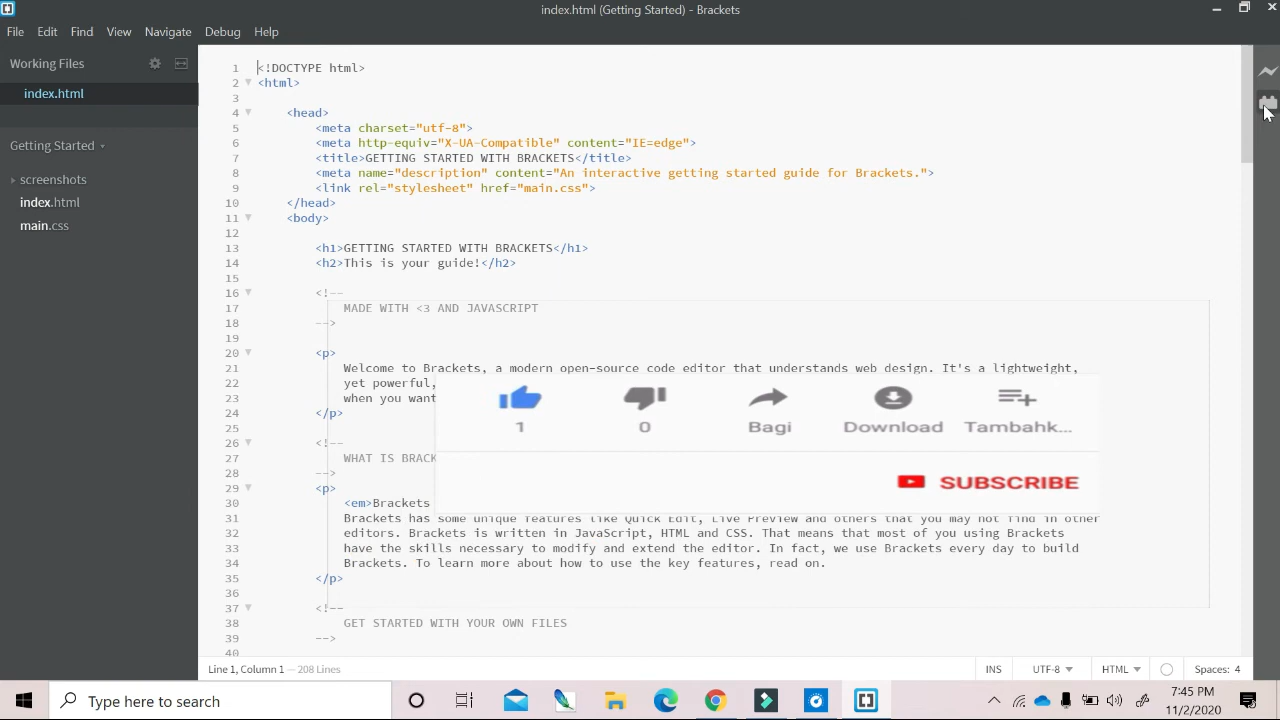 index.html (Getting Started) - Brackets
File Edit Find View Navigate Debug Help
Working Files
index.html
Getting Started
screenshots
index.html
main.css
1 <!DOCTYPE html>
2 <html>
3
4 <head>
5 <meta charset="utf-8">
6 <meta http-equiv="X-UA-Compatible" content="IE=edge">
7 <title>GETTING STARTED WITH BRACKETS</title>
8 <meta name="description" content="An interactive getting started guide for Brackets.">
9 <link rel="stylesheet" href="main.css">
10 </head>
11 <body>
12
13 <h1>GETTING STARTED WITH BRACKETS</h1>
14 <h2>This is your guide!</h2>
15
16 <!--
17 MADE WITH <3 AND JAVASCRIPT
18 -->
19
20 <p>
21 Welcome to Brackets, a modern open-source code editor that understands web design. It's a lightweight,
22 yet powerful,
23 when you want
24 </p>
25
26 <!--
27 WHAT IS BRACK
28 -->
29 <p>
30 <em>Brackets
31 Brackets has some unique features like Quick Edit, Live Preview and others that you may not find in other
32 editors. Brackets is written in JavaScript, HTML and CSS. That means that most of you using Brackets
33 have the skills necessary to modify and extend the editor. In fact, we use Brackets every day to build
34 Brackets. To learn more about how to use the key features, read on.
35 </p>
36
37 <!--
38 GET STARTED WITH YOUR OWN FILES
39 -->
40
1 0 Bagi Download Tambahk...
SUBSCRIBE
Line 1, Column 1 — 208 Lines
INS UTF-8 HTML Spaces: 4
Type here to search
7:45 PM
11/2/2020